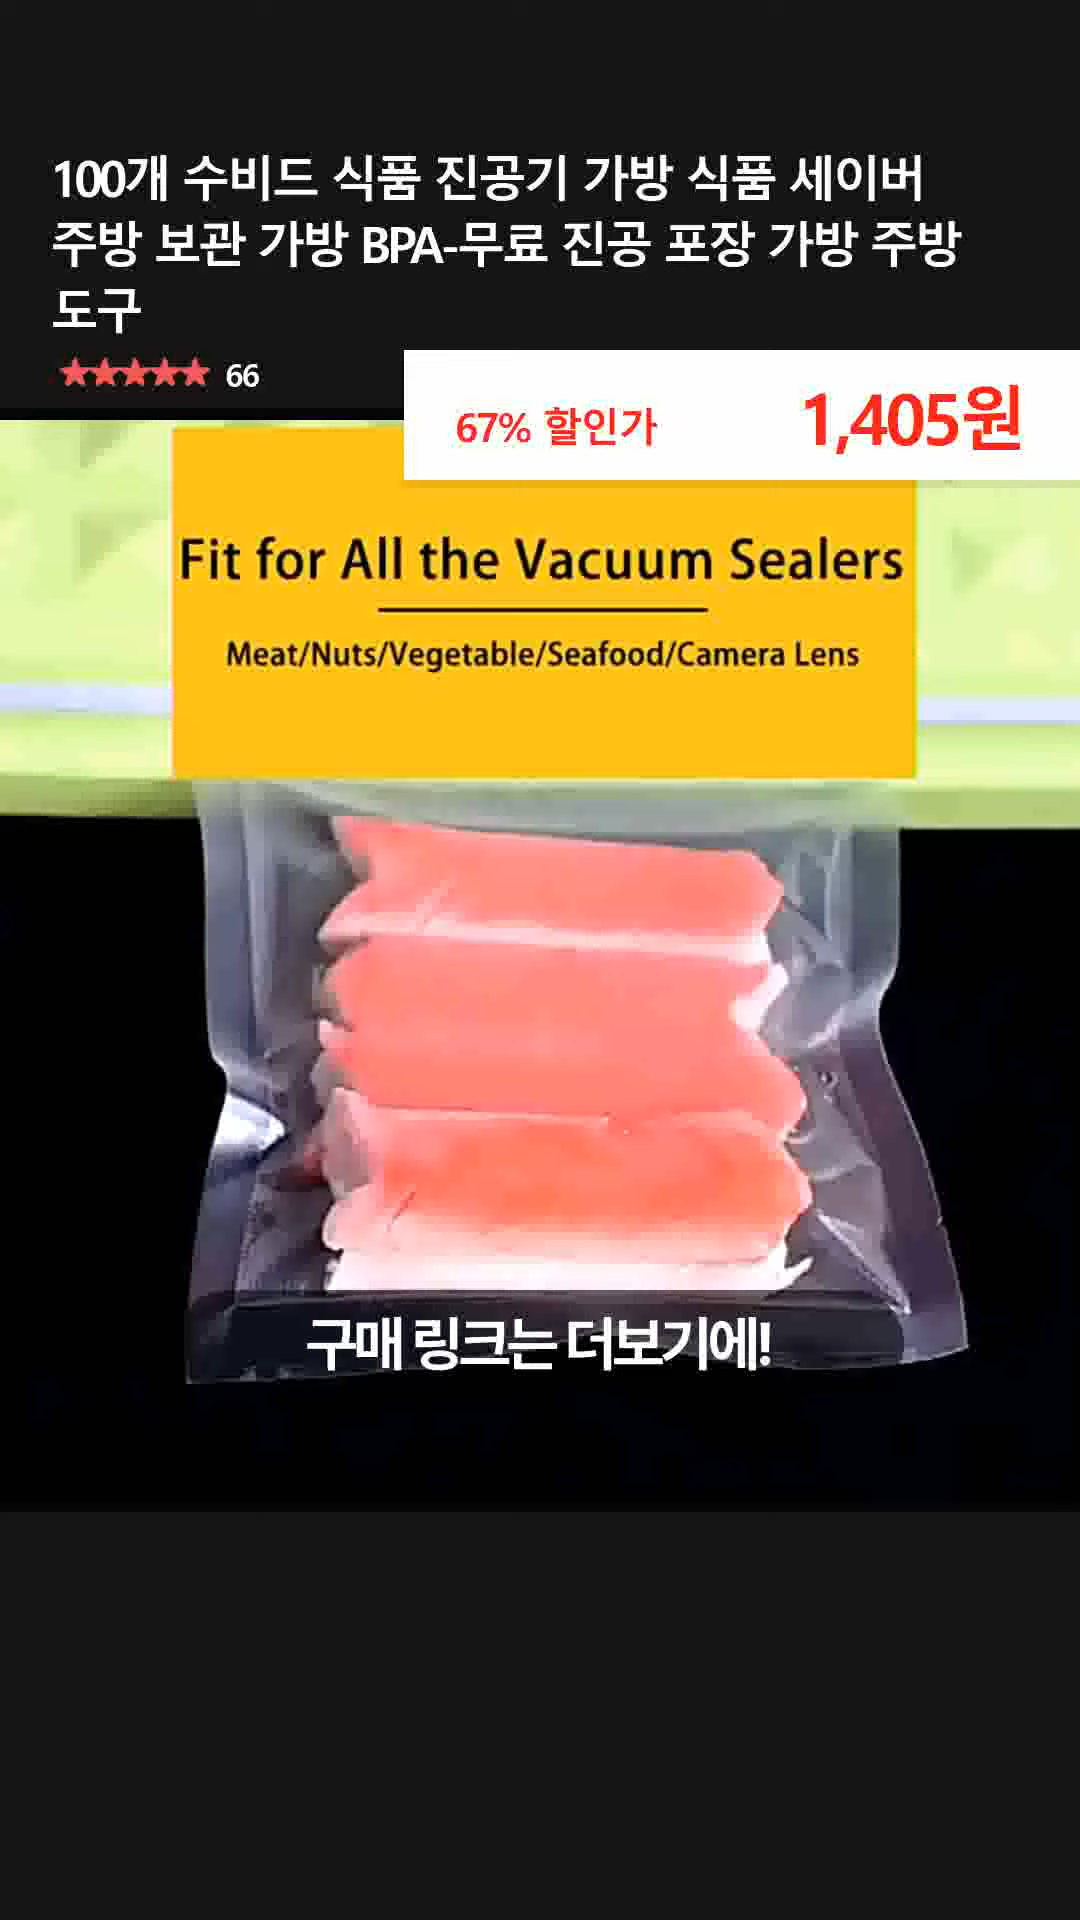 100개 수비드 식품 진공기 가방 식품 세이버
주방 보관 가방 BPA-무료 진공 포장 가방 주방
도구
66
67% 할인가
1,405원
Fit for All the Vacuum Sealers
Meat/Nuts/Vegetable/Seafood/Camera Lens
구매 링크는 더보기에!